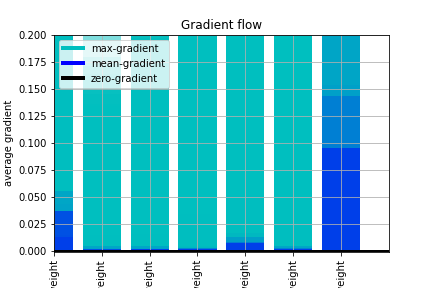 Gradient flow
max-gradient
mean-gradient
zero-gradient
average gradient
0.200
0.175
0.150
0.125
0.100
0.075
0.050
0.025
0.000
eight
eight
eight
eight
eight
eight
eight